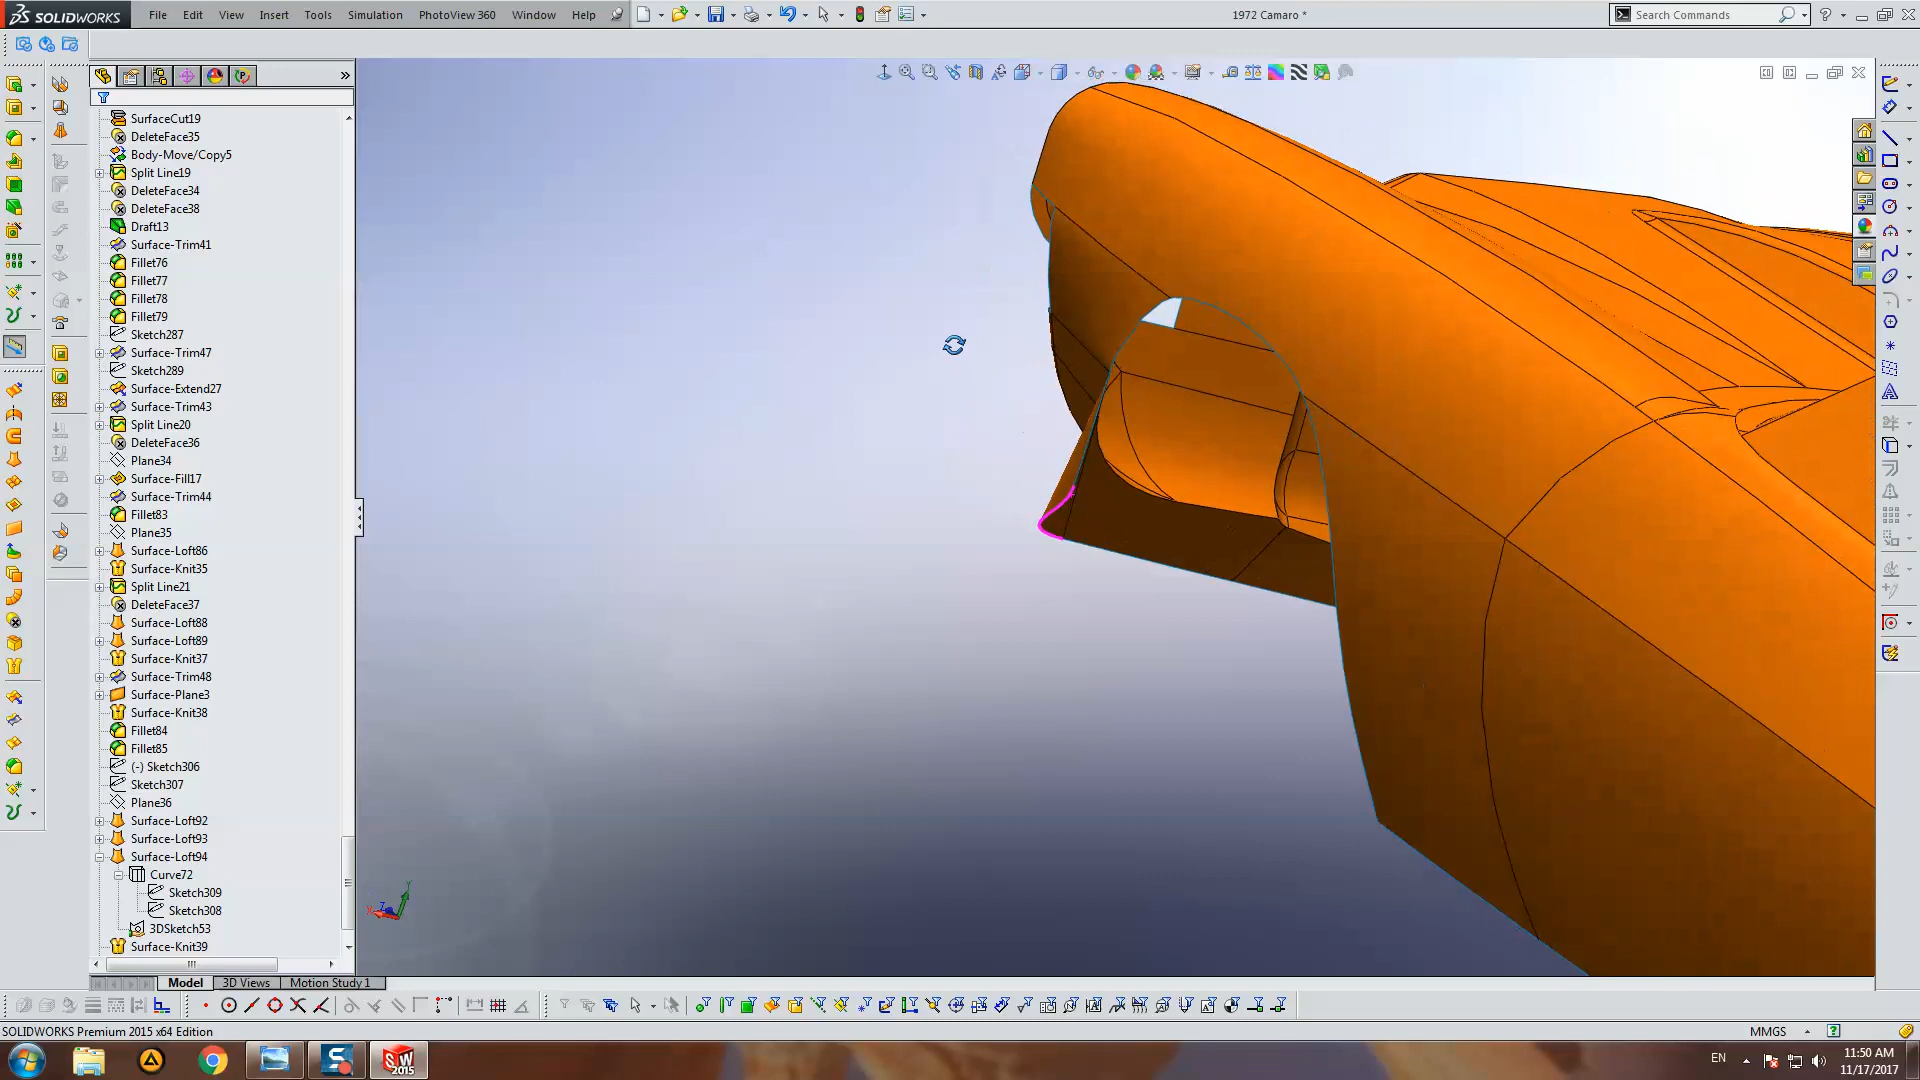 SOLIDWORKS File Edit View Insert Tools Simulation PhotoView 360 Window Help 1972 Camaro * Search Commands
SurfaceCut19
DeleteFace35
Body-Move/Copy5
Split Line19
DeleteFace34
DeleteFace38
Draft13
Surface-Trim41
Fillet76
Fillet77
Fillet78
Fillet79
Sketch287
Surface-Trim47
Sketch289
Surface-Extend27
Surface-Trim43
Split Line20
DeleteFace36
Plane34
Surface-Fill17
Surface-Trim44
Fillet83
Plane35
Surface-Loft86
Surface-Knit35
Split Line21
DeleteFace37
Surface-Loft88
Surface-Loft89
Surface-Knit37
Surface-Trim48
Surface-Plane3
Surface-Knit38
Fillet84
Fillet85
(-) Sketch306
Sketch307
Plane36
Surface-Loft92
Surface-Loft93
Surface-Loft94
Curve72
Sketch309
Sketch308
3DSketch53
Surface-Knit39
Model 3D Views Motion Study 1
SOLIDWORKS Premium 2015 x64 Edition MMGS
EN 11:50 AM
11/17/2017